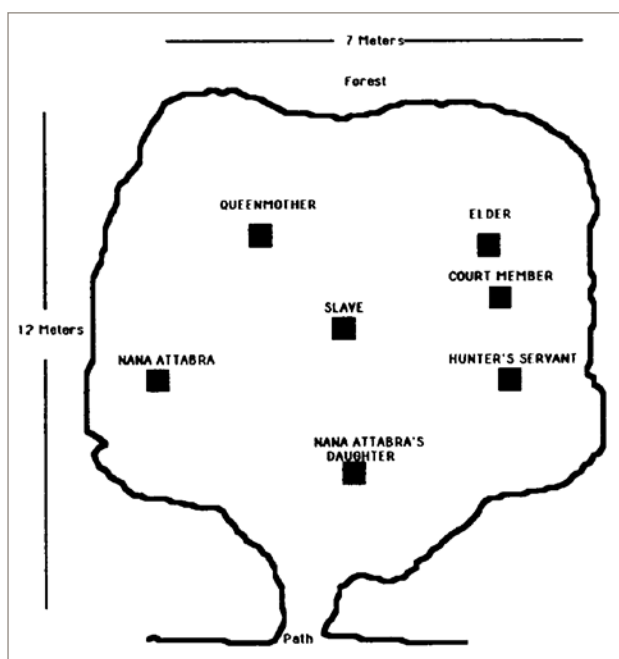 7 Meters
Forest
QUEENMOTHER
ELDER
COURT MEMBER
SLAVE
12 Meters
NANA ATTABRA
HUNTER'S SERVANT
NANA ATTABRA'S
DAUGHTER
Path